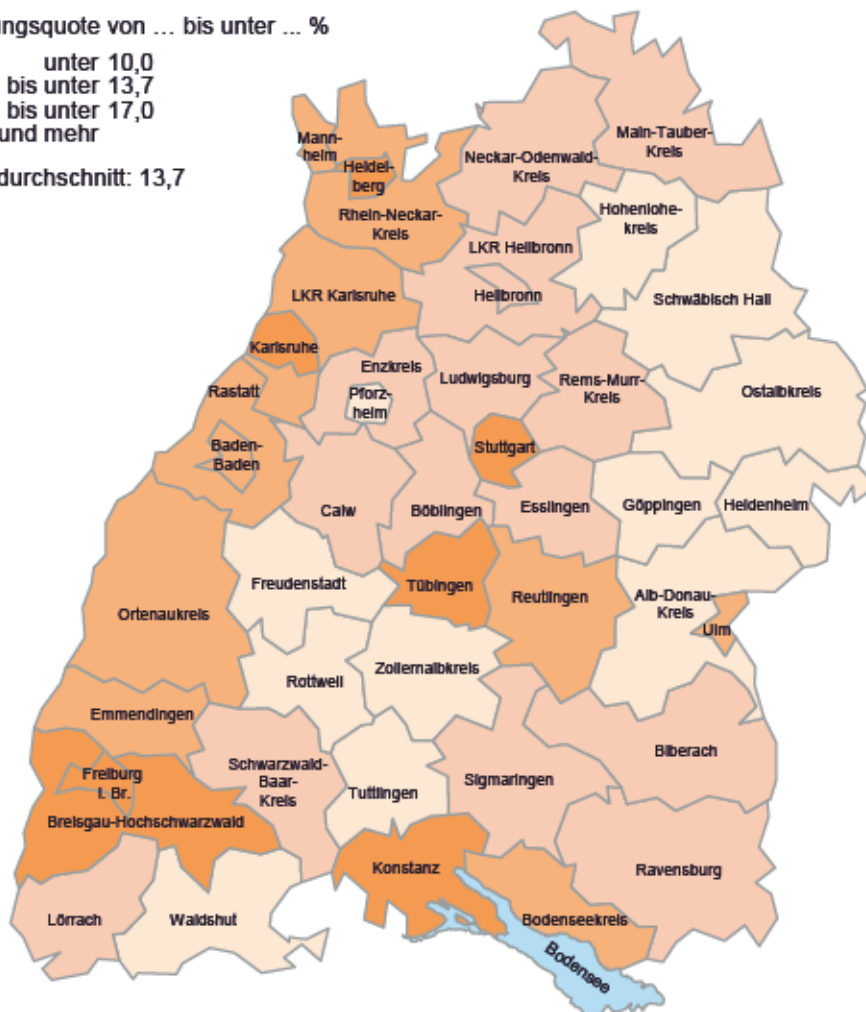 ungsquote von ... bis unter ... %
unter 10,0
bis unter 13,7
bis unter 17,0
und mehr
durchschnitt: 13,7
Main-Tauber-
Kreis
Mann-
heim
Neckar-Odenwald-
Kreis
Heidel-
berg
Hohenlohe-
kreis
Rhein-Neckar-
Kreis
LKR Heilbronn
Heilbronn
LKR Karlsruhe
Schwäbisch Hall
Karlsruhe
Enzkreis
Ludwigsburg
Rems-Murr-
Kreis
Rastatt
Pforz-
heim
Ostalbkreis
Baden-
Baden
Stuttgart
Calw
Böblingen
Esslingen
Göppingen
Heidenheim
Freudenstadt
Tübingen
Reutlingen
Alb-Donau-
Kreis
Ortenaukreis
Ulm
Rottweil
Zollernalbkreis
Emmendingen
Biberach
Schwarzwald-
Baar-
Kreis
Sigmaringen
Freiburg
i. Br.
Tuttlingen
Breisgau-Hochschwarzwald
Konstanz
Ravensburg
Lörrach
Waldshut
Bodenseekreis
Bodensee